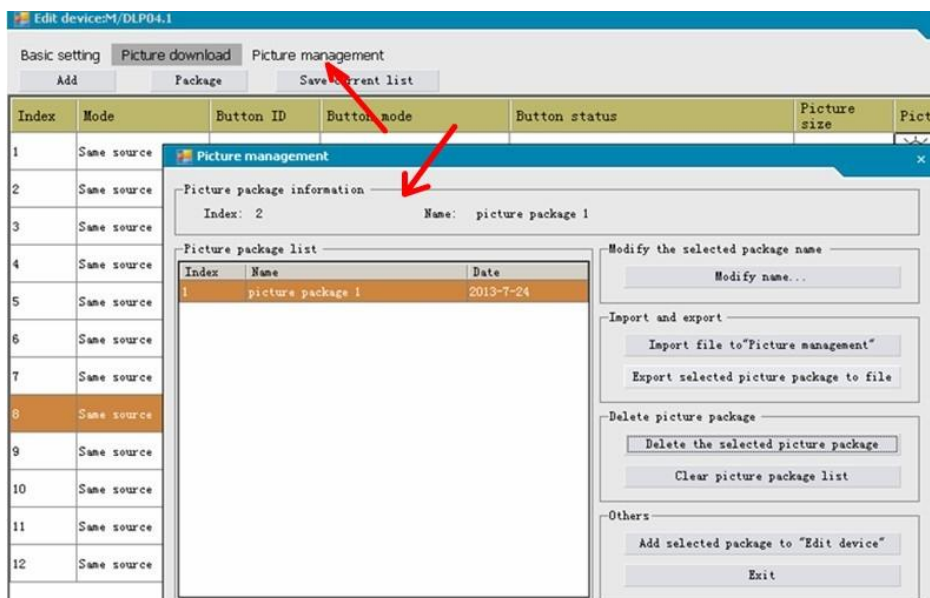 Edit device:M/DLP04.1
Basic setting Picture download Picture management
Add Package Save current list
Index Mode Button ID Button mode Button status Picture size Pict
1 Same source
2 Same source
3 Same source
4 Same source
5 Same source
6 Same source
7 Same source
8 Same source
9 Same source
10 Same source
11 Same source
12 Same source
Picture management
Picture package information
Index: 2 Name: picture package 1
Picture package list
Index Name Date
1 picture package 1 2013-7-24
Modify the selected package name
Modify name...
Import and export
Import file to"Picture management"
Export selected picture package to file
Delete picture package
Delete the selected picture package
Clear picture package list
Others
Add selected package to "Edit device"
Exit